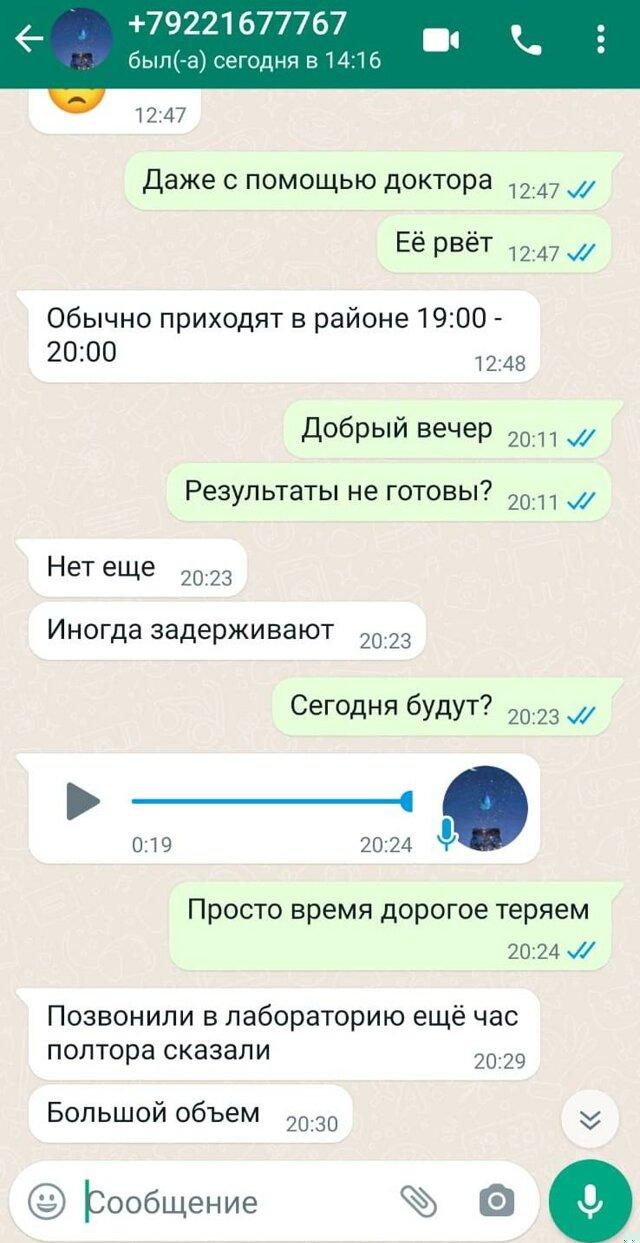 +79221677767
был(-а) сегодня в 14:16
12:47
Даже с помощью доктора 12:47
Её рвёт 12:47
Обычно приходят в районе 19:00 -
20:00
12:48
Добрый вечер 20:11
Результаты не готовы? 20:11
Нет еще 20:23
Иногда задерживают 20:23
Сегодня будут? 20:23
0:19 20:24
Просто время дорогое теряем
20:24
Позвонили в лабораторию ещё час
полтора сказали 20:29
Большой объем 20:30
Сообщение